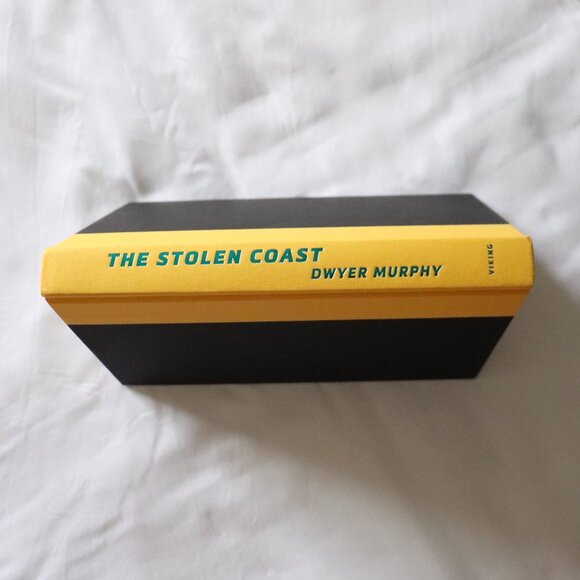 THE STOLEN COAST
DWYER MURPHY
VIKING